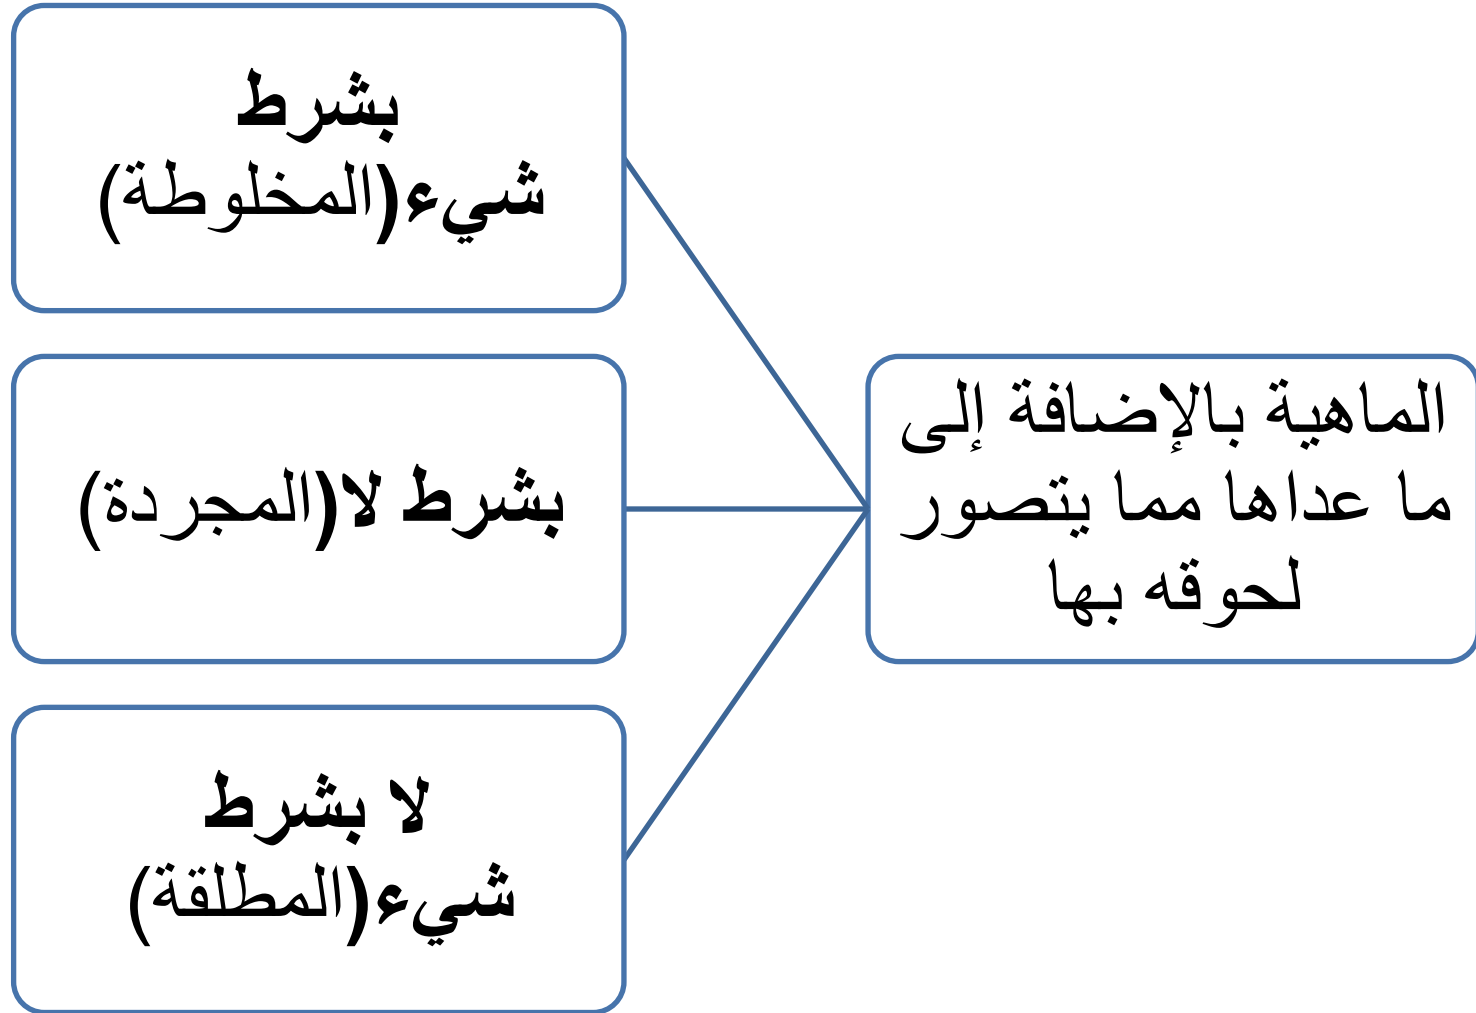 الماهية بالإضافة إلى
ما عداها مما يتصور
لحوقه بها
بشرط
شيء(المخلوطة)
بشرط لا(المجردة)
لا بشرط
شيء(المطلقة)